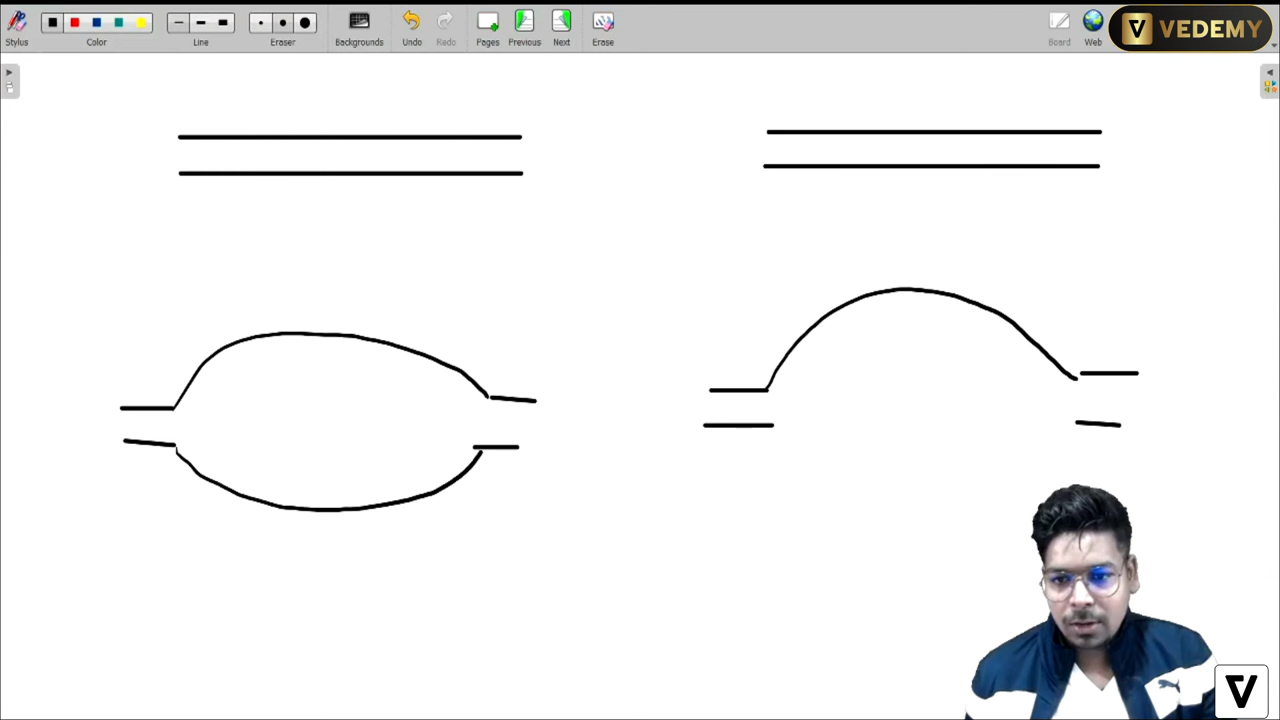 Stylus
Color
Line
Eraser
Backgrounds
Undo
Redo
Pages
Previous
Next
Erase
Board
Web
VEDEMY